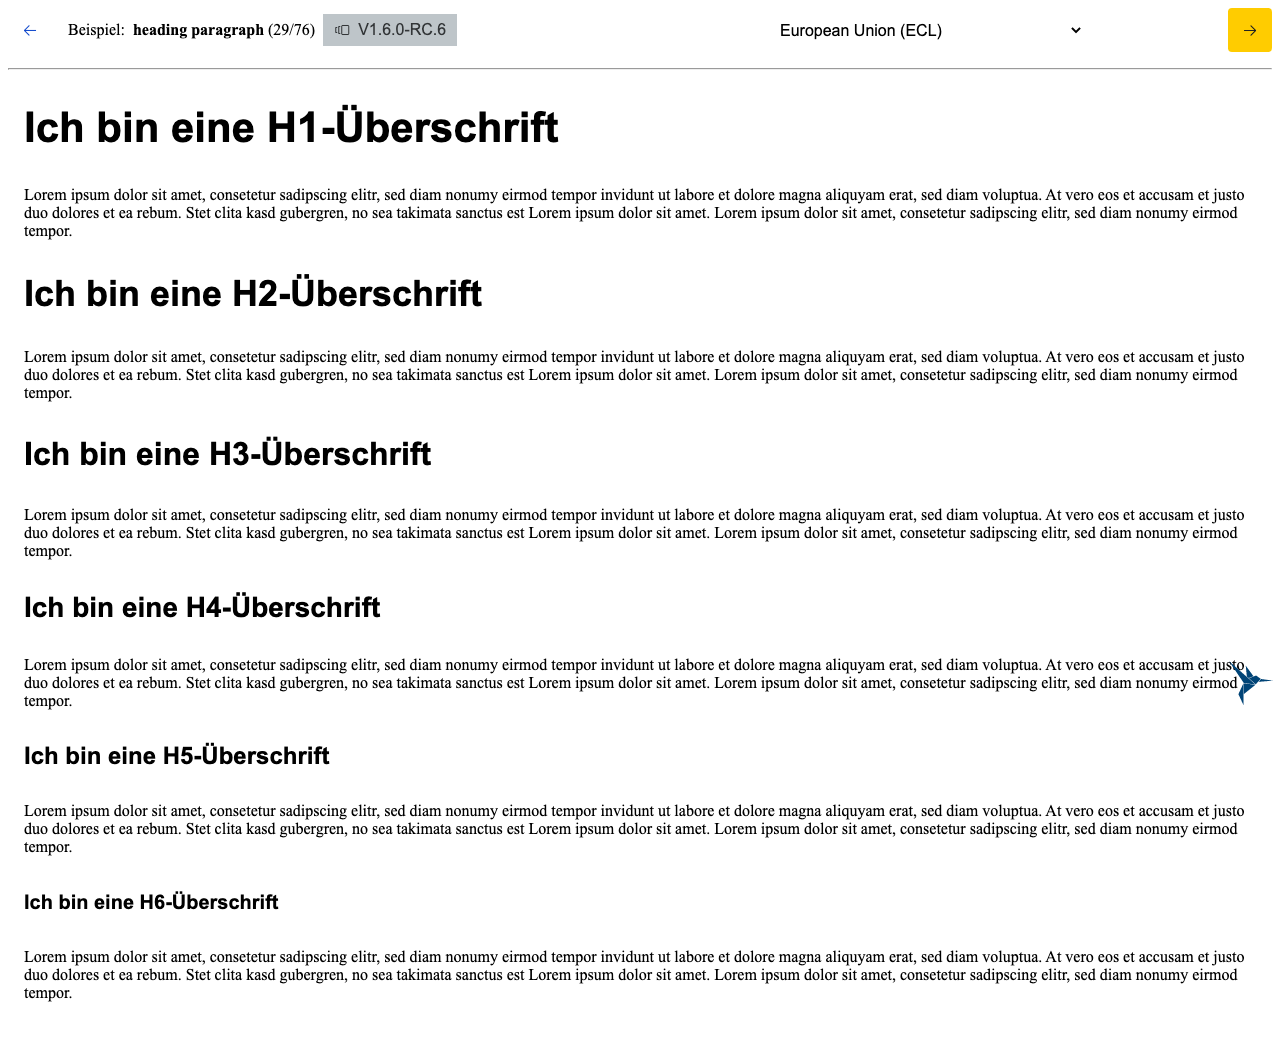 Beispiel: heading paragraph (29/76) V1.6.0-RC.6 European Union (ECL)
Ich bin eine H1-Überschrift
Lorem ipsum dolor sit amet, consetetur sadipscing elitr, sed diam nonumy eirmod tempor invidunt ut labore et dolore magna aliquyam erat, sed diam voluptua. At vero eos et accusam et justo
duo dolores et ea rebum. Stet clita kasd gubergren, no sea takimata sanctus est Lorem ipsum dolor sit amet. Lorem ipsum dolor sit amet, consetetur sadipscing elitr, sed diam nonumy eirmod
tempor.
Ich bin eine H2-Überschrift
Lorem ipsum dolor sit amet, consetetur sadipscing elitr, sed diam nonumy eirmod tempor invidunt ut labore et dolore magna aliquyam erat, sed diam voluptua. At vero eos et accusam et justo
duo dolores et ea rebum. Stet clita kasd gubergren, no sea takimata sanctus est Lorem ipsum dolor sit amet. Lorem ipsum dolor sit amet, consetetur sadipscing elitr, sed diam nonumy eirmod
tempor.
Ich bin eine H3-Überschrift
Lorem ipsum dolor sit amet, consetetur sadipscing elitr, sed diam nonumy eirmod tempor invidunt ut labore et dolore magna aliquyam erat, sed diam voluptua. At vero eos et accusam et justo
duo dolores et ea rebum. Stet clita kasd gubergren, no sea takimata sanctus est Lorem ipsum dolor sit amet. Lorem ipsum dolor sit amet, consetetur sadipscing elitr, sed diam nonumy eirmod
tempor.
Ich bin eine H4-Überschrift
Lorem ipsum dolor sit amet, consetetur sadipscing elitr, sed diam nonumy eirmod tempor invidunt ut labore et dolore magna aliquyam erat, sed diam voluptua. At vero eos et accusam et justo
duo dolores et ea rebum. Stet clita kasd gubergren, no sea takimata sanctus est Lorem ipsum dolor sit amet. Lorem ipsum dolor sit amet, consetetur sadipscing elitr, sed diam nonumy eirmod
tempor.
Ich bin eine H5-Überschrift
Lorem ipsum dolor sit amet, consetetur sadipscing elitr, sed diam nonumy eirmod tempor invidunt ut labore et dolore magna aliquyam erat, sed diam voluptua. At vero eos et accusam et justo
duo dolores et ea rebum. Stet clita kasd gubergren, no sea takimata sanctus est Lorem ipsum dolor sit amet. Lorem ipsum dolor sit amet, consetetur sadipscing elitr, sed diam nonumy eirmod
tempor.
Ich bin eine H6-Überschrift
Lorem ipsum dolor sit amet, consetetur sadipscing elitr, sed diam nonumy eirmod tempor invidunt ut labore et dolore magna aliquyam erat, sed diam voluptua. At vero eos et accusam et justo
duo dolores et ea rebum. Stet clita kasd gubergren, no sea takimata sanctus est Lorem ipsum dolor sit amet. Lorem ipsum dolor sit amet, consetetur sadipscing elitr, sed diam nonumy eirmod
tempor.